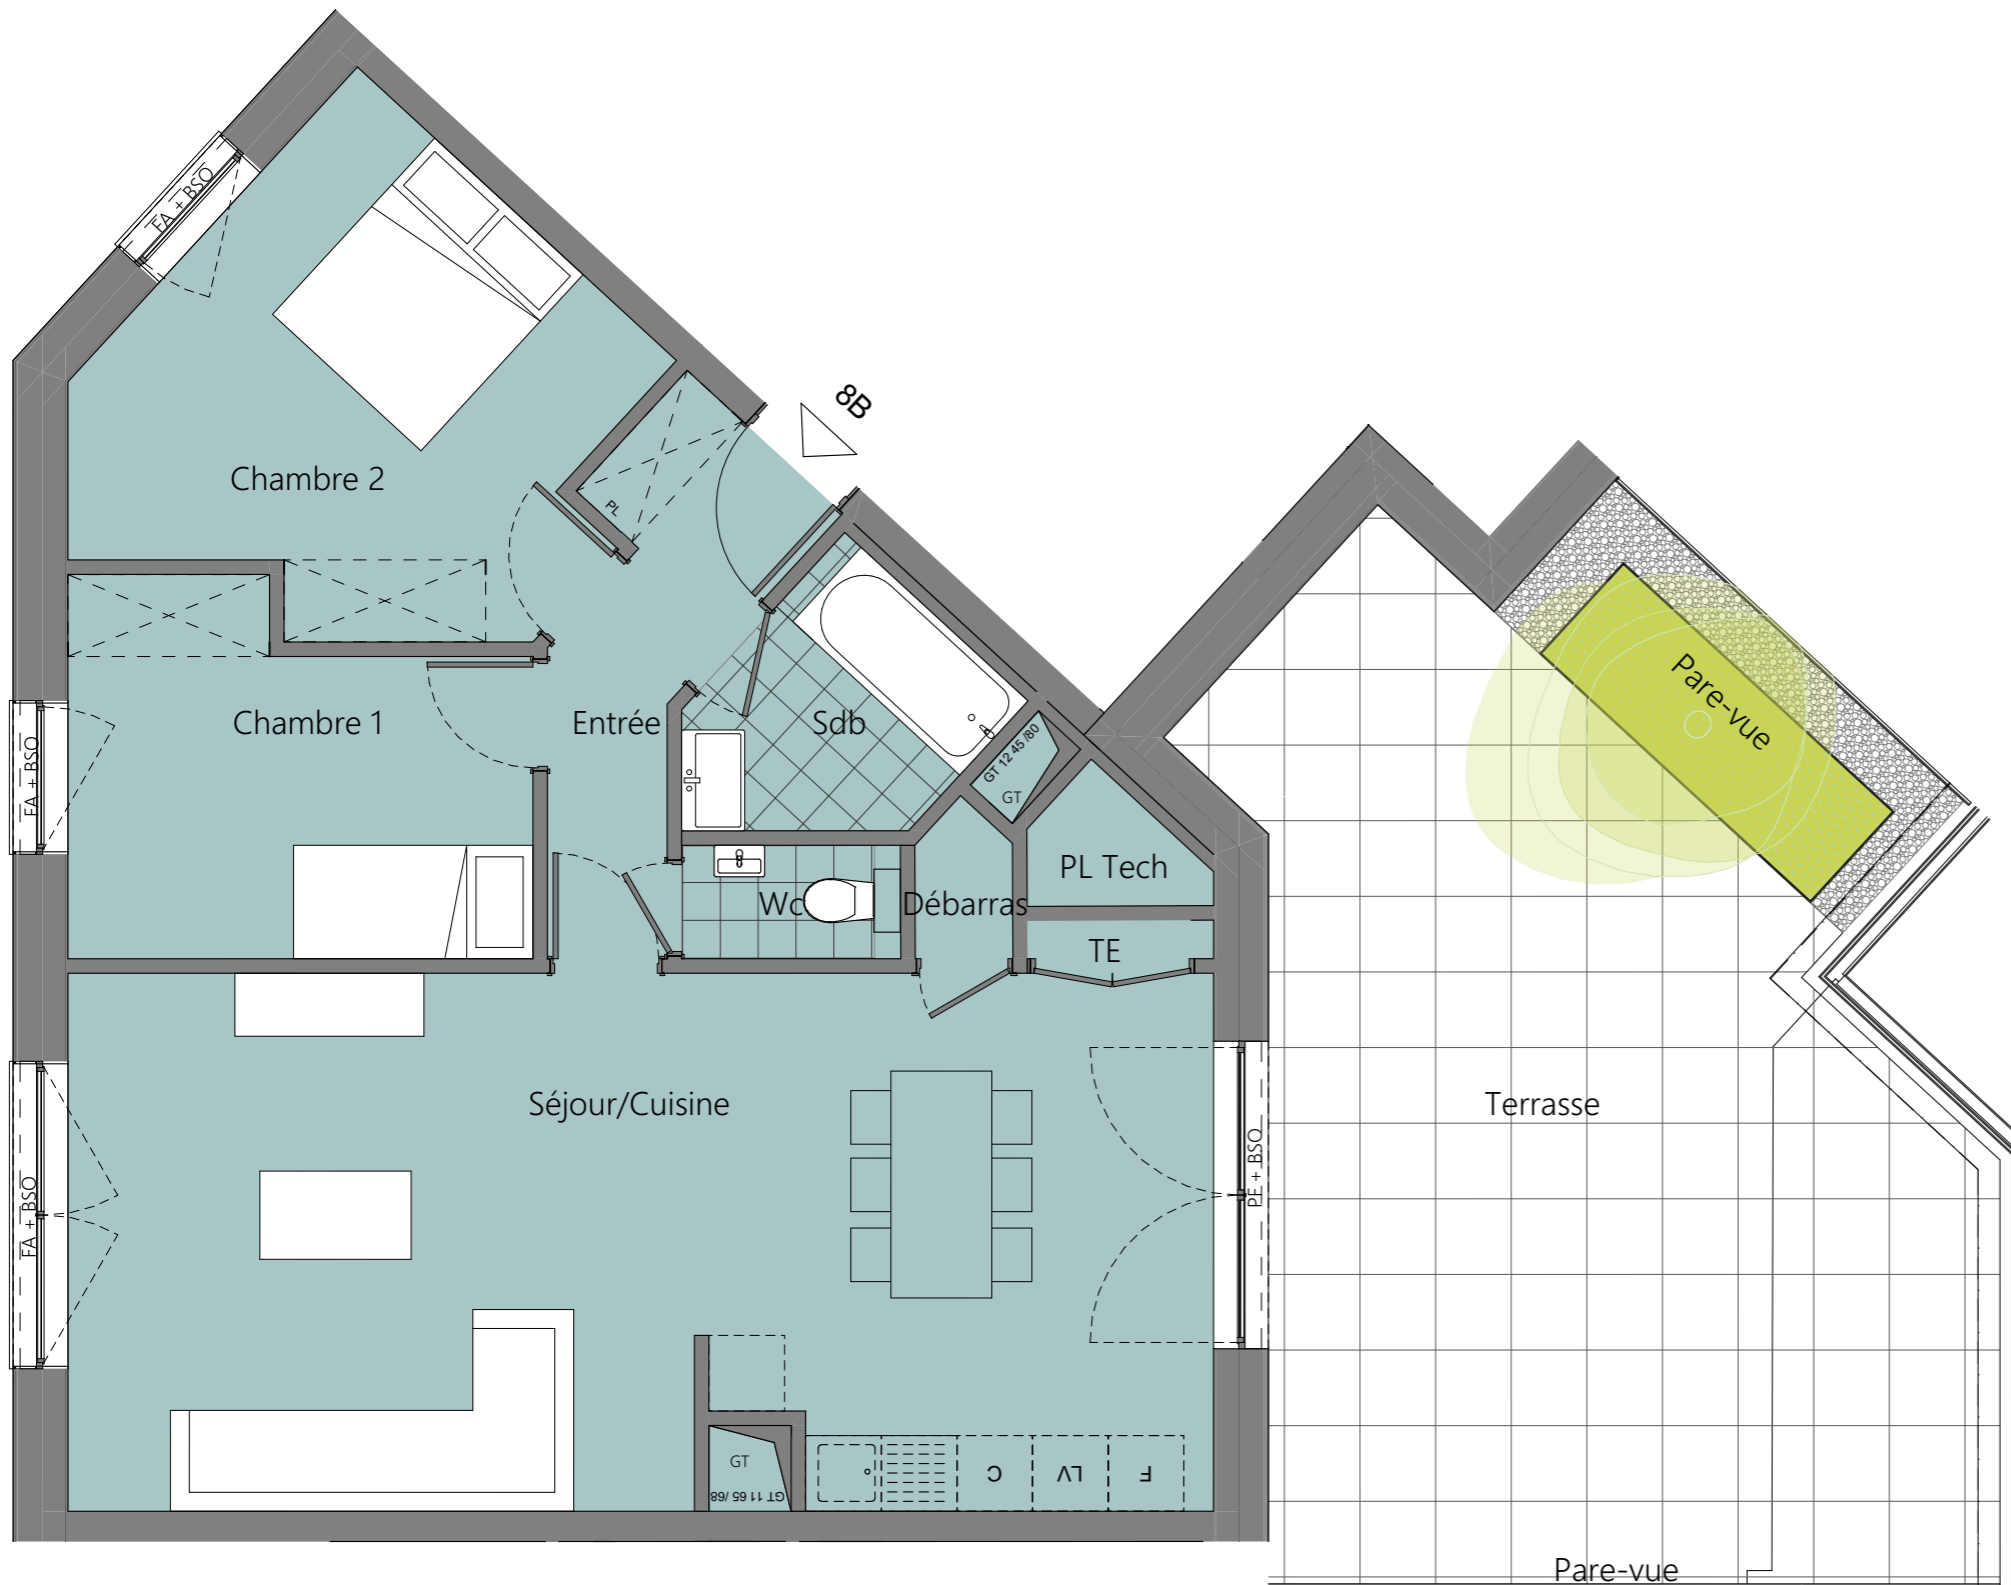 FA + BSO
8B
Chambre 2
PL
Pare-vue
Chambre 1
Entrée
Sdb
FA + BSO
GT 12 45 /80
GT
PL Tech
Wc
Débarras
TE
Séjour/Cuisine
Terrasse
FA + BSO
PE + BSO
GT
GT 11 65 /68
C
LV
F
Pare-vue